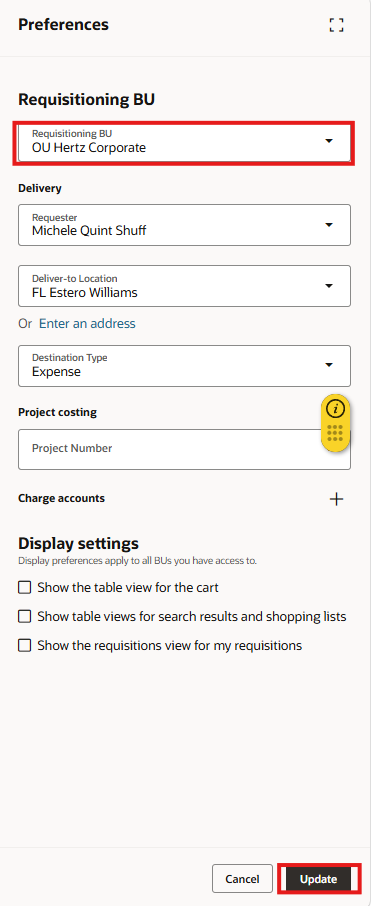 Preferences
Requisitioning BU
Requisitioning BU
OU Hertz Corporate
Delivery
Requester
Michele Quint Shuff
Deliver-to Location
FL Estero Williams
Or Enter an address
Destination Type
Expense
Project costing
i
Project Number
Charge accounts
Display settings
Display preferences apply to all BUs you have access to.
Show the table view for the cart
Show table views for search results and shopping lists
Show the requisitions view for my requisitions
Cancel Update